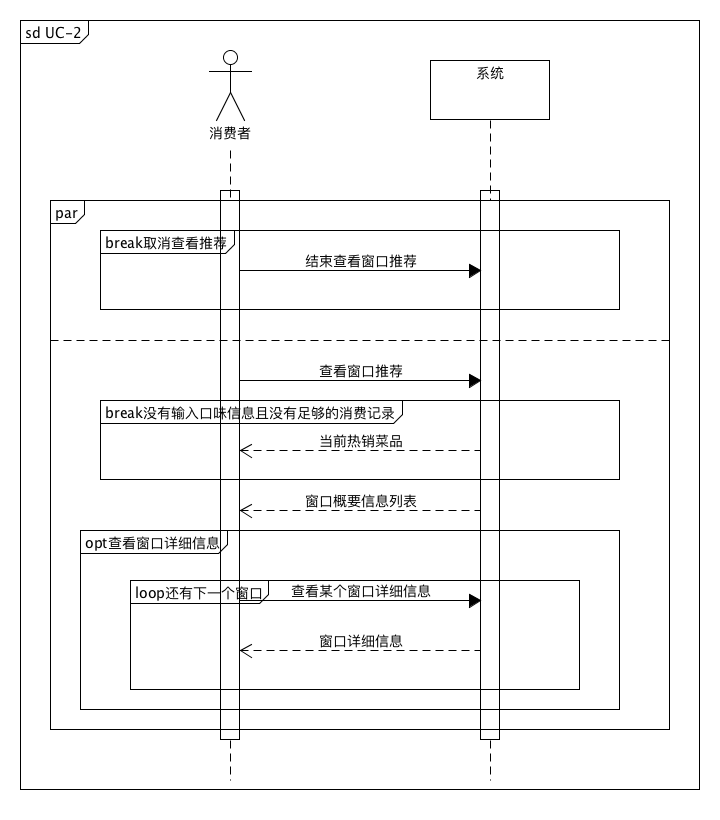 sd UC-2
系统
消费者
par
break取消查看推荐
结束查看窗口推荐
查看窗口推荐
break没有输入口味信息且没有足够的消费记录
当前热销菜品
窗口概要信息列表
opt查看窗口详细信息
loop还有下一个窗口
查看某个窗口详细信息
窗口详细信息